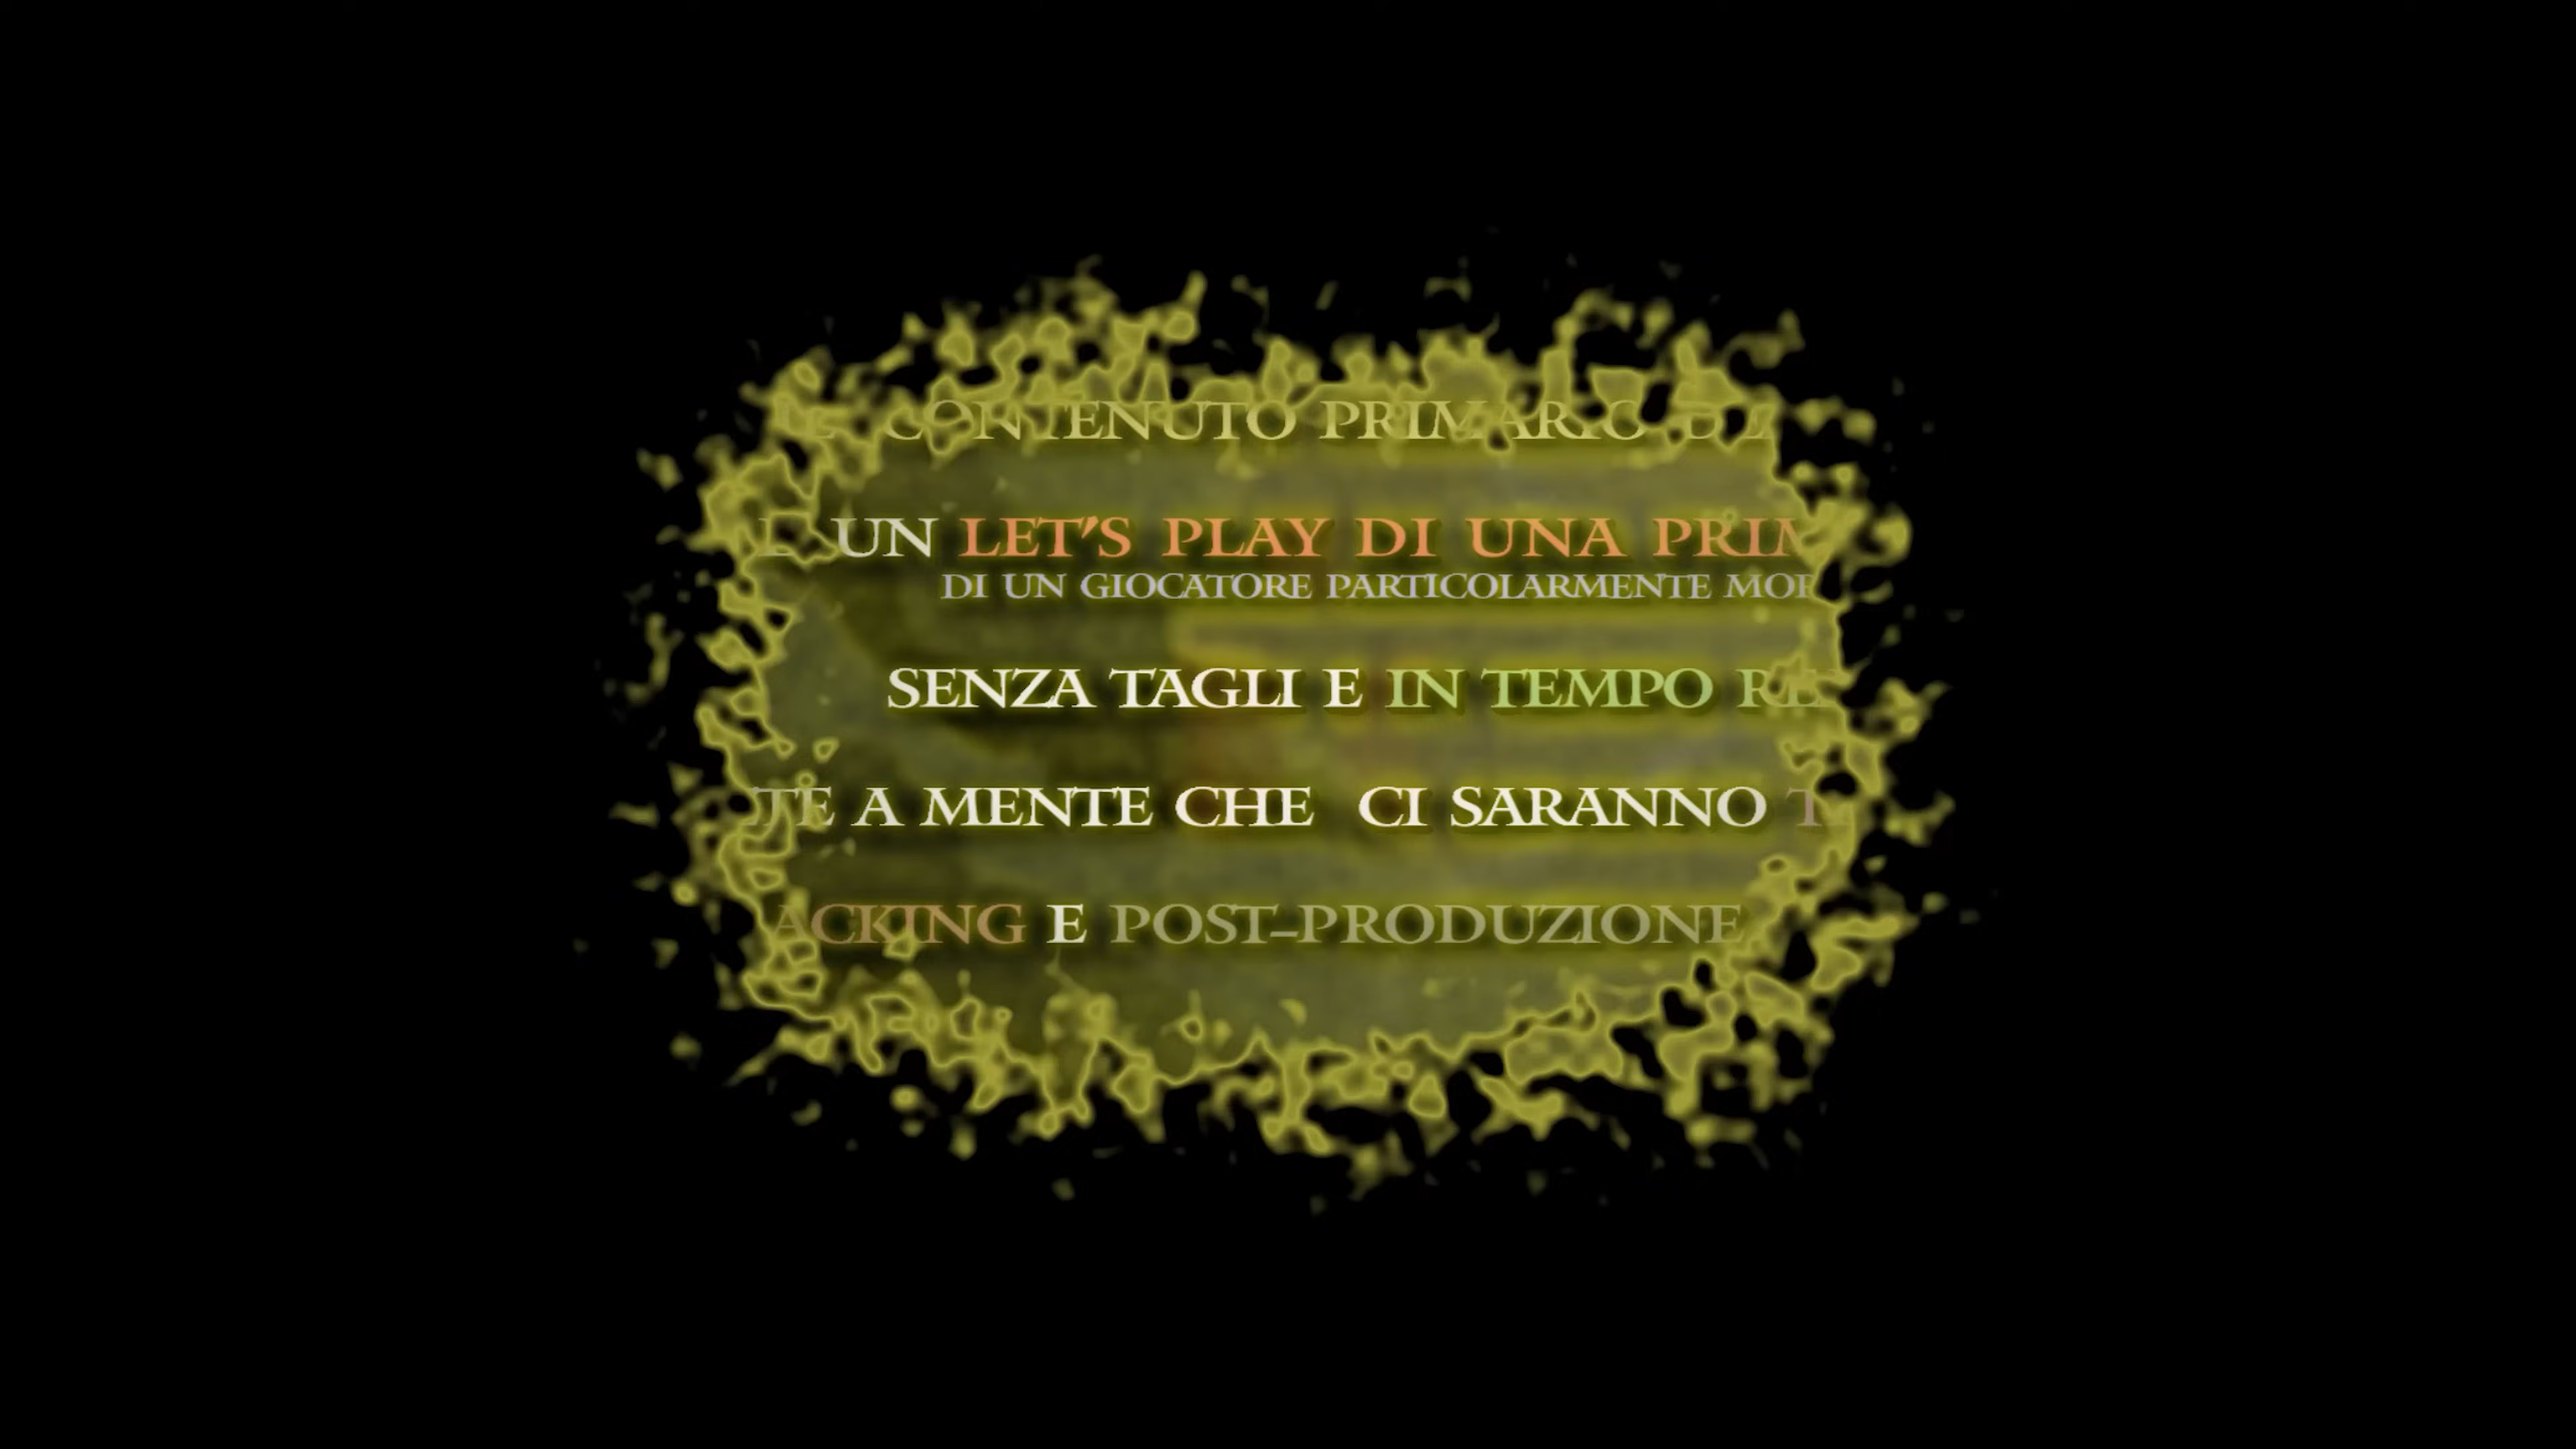 CONTENUTO PRIMARIO
UN LET'S PLAY DI UNA
DI UN GIOCATORE PARTICOLARMENTE
SENZA TAGLI E IN TEMPO
A MENTE CHE CI SARANNO
E POST-PRODUZIONE